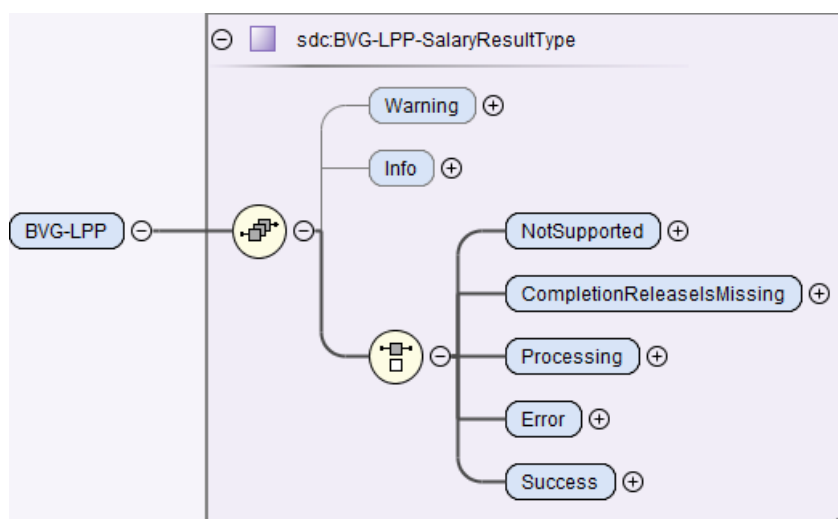 sdc:BVG-LPP-SalaryResultType
Warning
Info
BVG-LPP
NotSupported
CompletionReleaseIsMissing
Processing
Error
Success